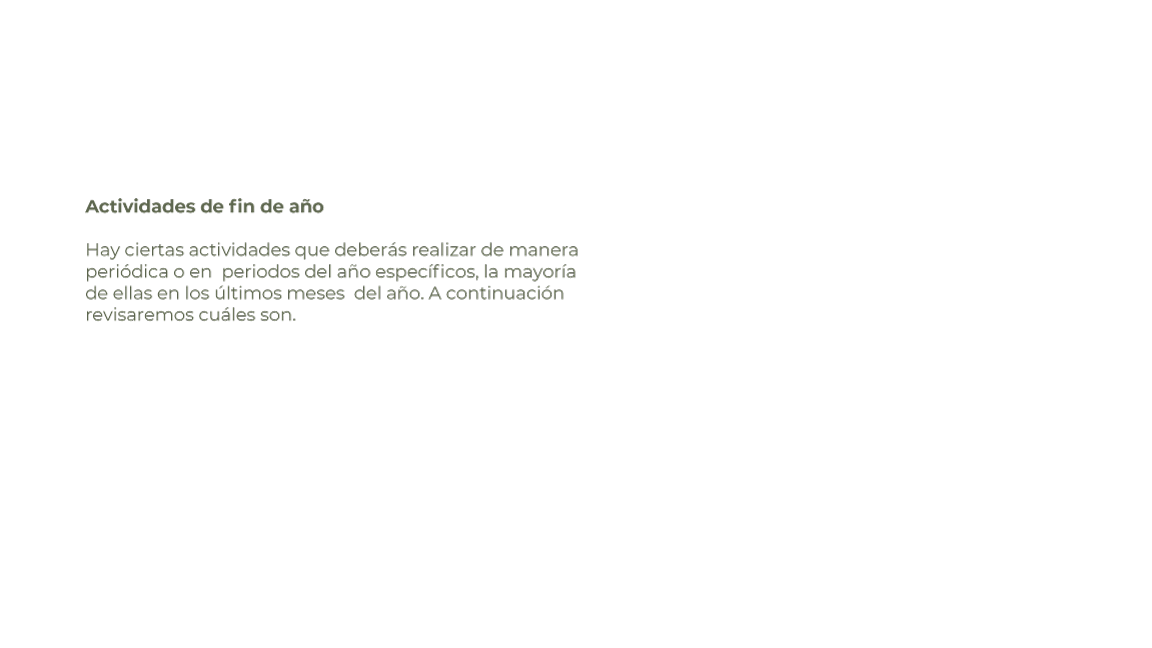 Actividades de fin de año
Hay ciertas actividades que deberás realizar de manera
periódica o en  periodos del año específicos, la mayoría
de ellas en los últimos meses  del año. A continuación
revisaremos cuáles son.